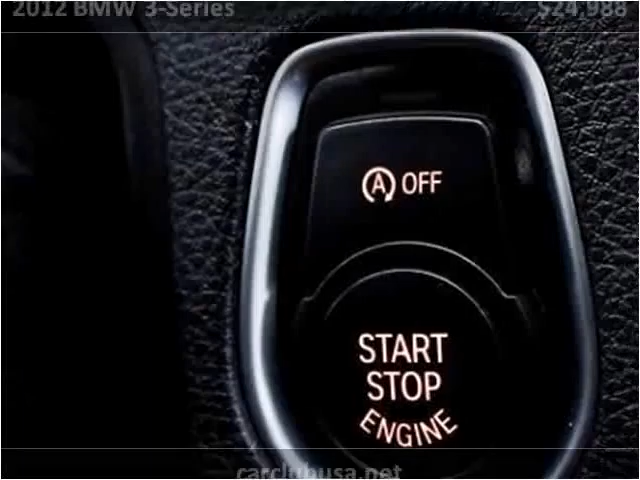 2012 BMW 3-Series
$24,988
A OFF
START
STOP
ENGINE
carclubusa.net